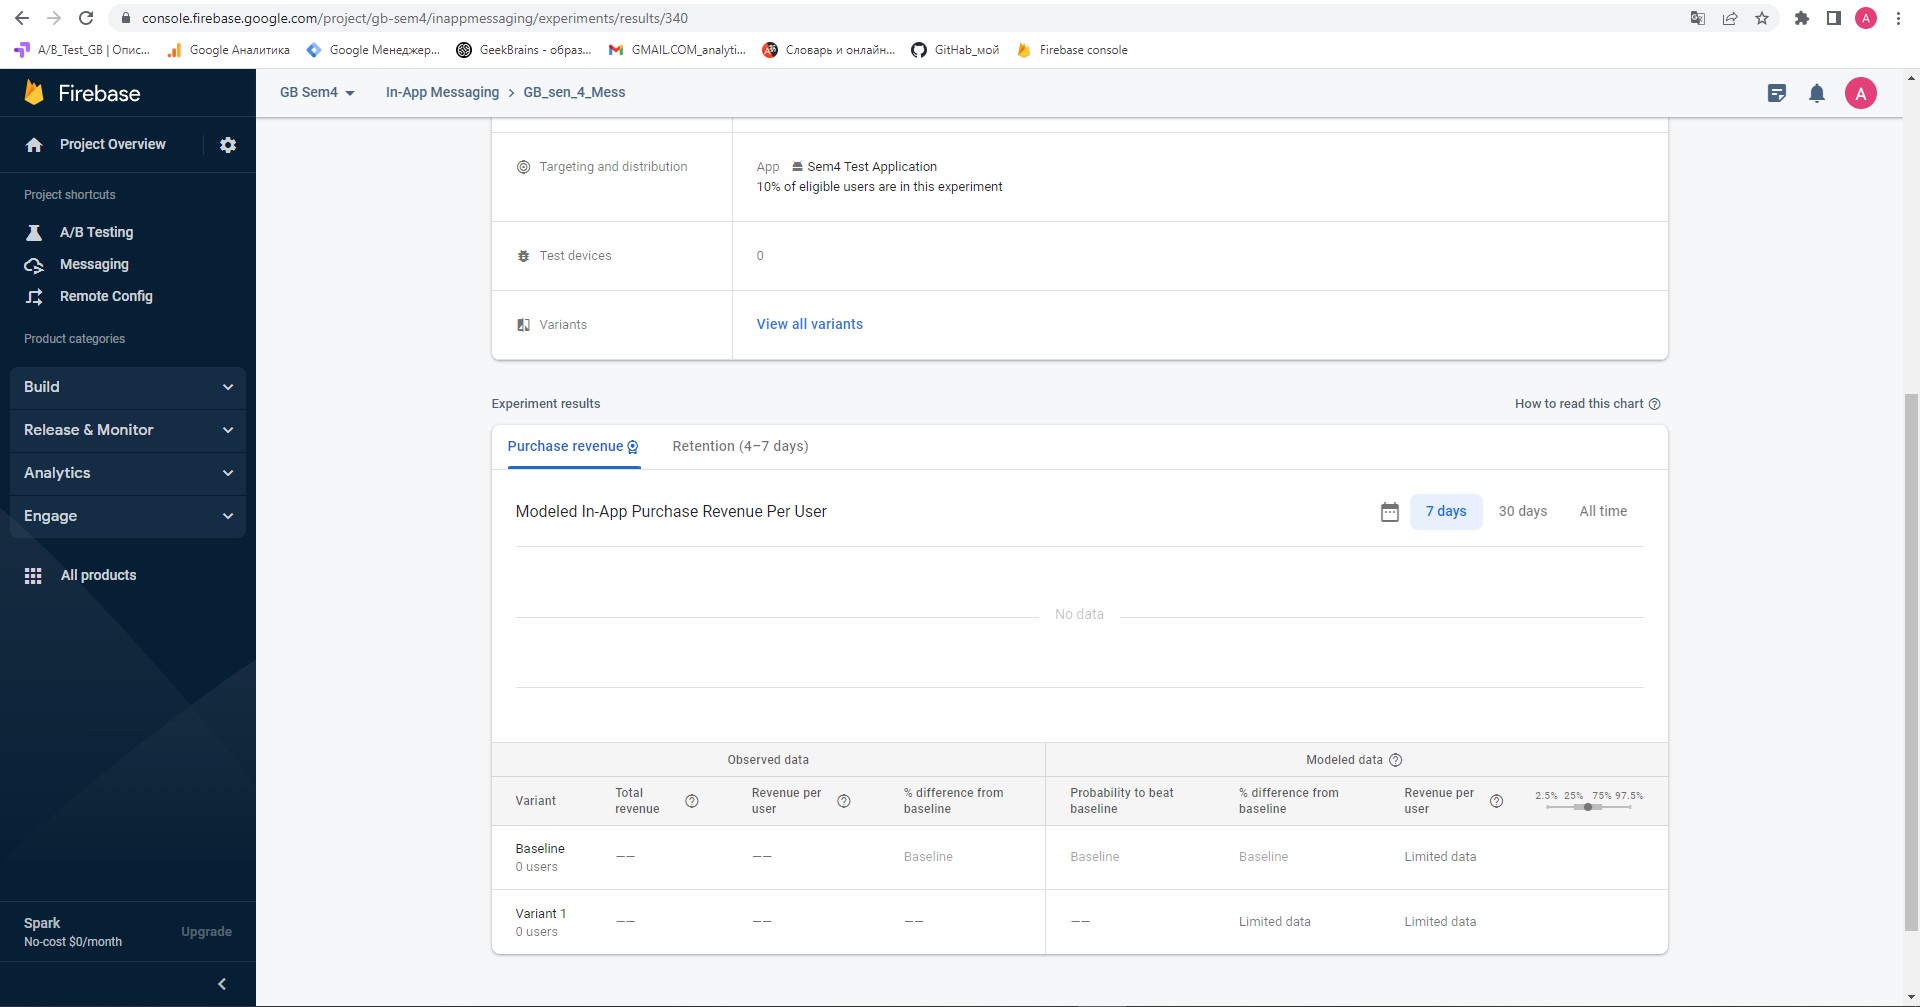 console.firebase.google.com/project/gb-sem4/inappmessaging/experiments/results/340
A
A/B_Test_GB | Опис...
Google Аналитика
Google Менеджер...
GeekBrains - образ...
GMAIL.COM_analyti...
Словарь и онлайн...
GitHab_мой
Firebase console
Firebase
GB Sem4
In-App Messaging > GB_sen_4_Mess
A
Project Overview
Project shortcuts
A/B Testing
Messaging
Remote Config
Product categories
Build
Release & Monitor
Analytics
Engage
All products
Spark
No-cost $0/month
Upgrade
Targeting and distribution
App Sem4 Test Application
10% of eligible users are in this experiment
Test devices
0
Variants
View all variants
Experiment results
How to read this chart
Purchase revenue
Retention (4–7 days)
Modeled In-App Purchase Revenue Per User
7 days
30 days
All time
No data
Observed data
Modeled data
Variant
Total
revenue
Revenue per
user
% difference from
baseline
Probability to beat
baseline
% difference from
baseline
Revenue per
user
2.5% 25% 75% 97.5%
Baseline
0 users
——
——
Baseline
Baseline
Baseline
Limited data
Variant 1
0 users
——
——
——
——
Limited data
Limited data